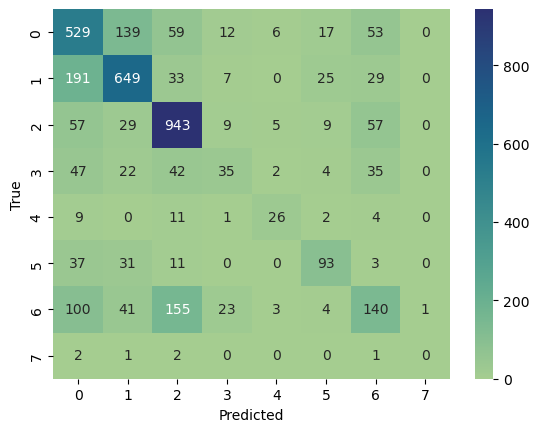 0 529 139 59 12 6 17 53 0
1 191 649 33 7 0 25 29 0
2 57 29 943 9 5 9 57 0
3 47 22 42 35 2 4 35 0
4 9 0 11 1 26 2 4 0
5 37 31 11 0 0 93 3 0
6 100 41 155 23 3 4 140 1
7 2 1 2 0 0 0 1 0
0 1 2 3 4 5 6 7
Predicted
True
800
600
400
200
0